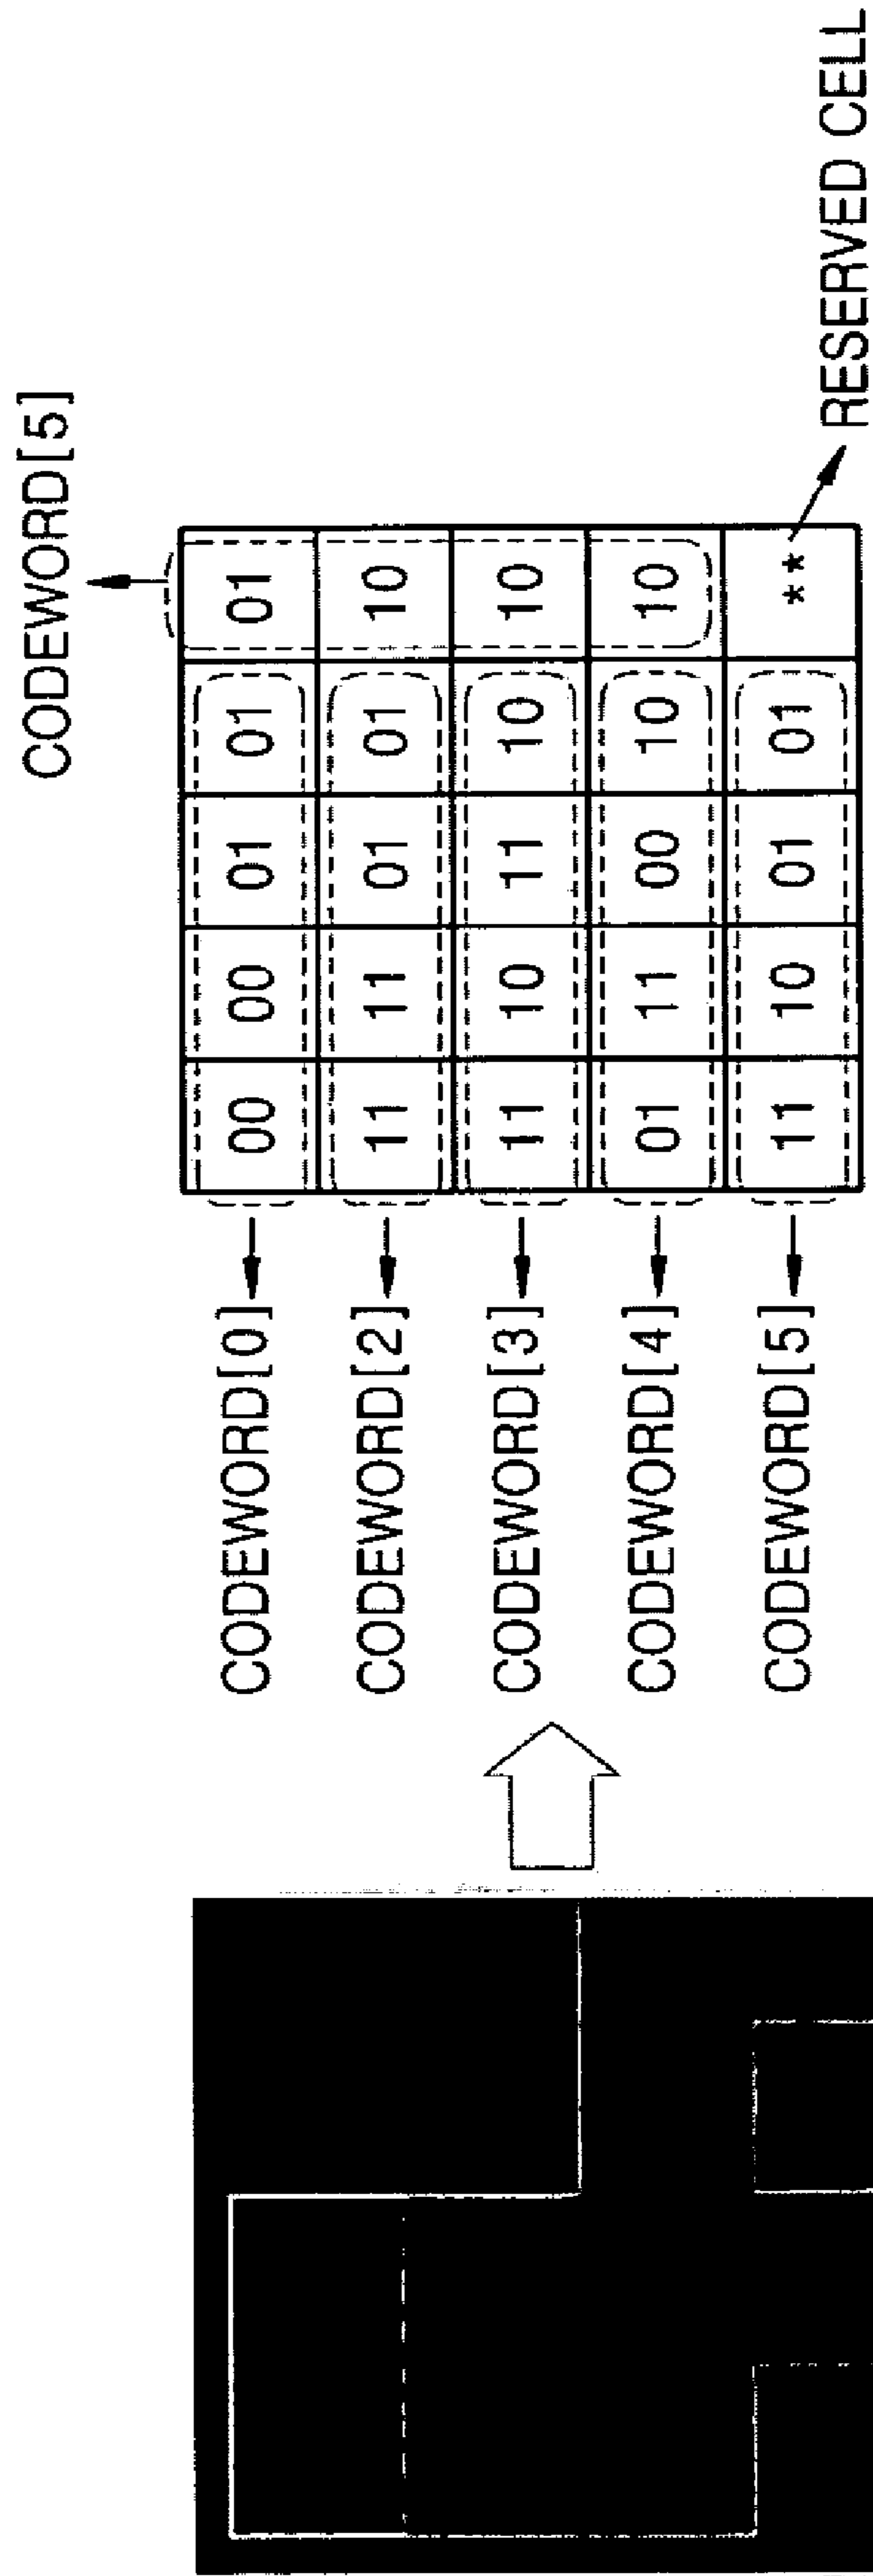 CODEWORD[5]
CODEWORD[0] 00 00 01 01 01
CODEWORD[2] 11 11 01 01 10
CODEWORD[3] 11 10 11 10 10
CODEWORD[4] 01 11 00 10 10
CODEWORD[5] 11 10 01 01 **
RESERVED CELL